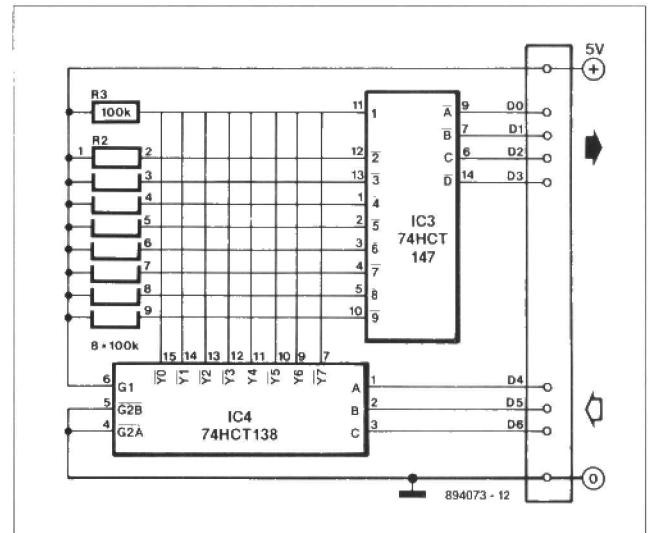 5V
+
R3
100k
11 1
A 9 D0
B 7 D1
C 6 D2
D 14 D3
R2
1 2 12 2
3 13 3
4 1 4
5 2 5
6 3 6
7 4 7
8 5 8
9 10 9
IC3
74HCT
147
8 * 100k
15 14 13 12 11 10 9 7
Y0 Y1 Y2 Y3 Y4 Y5 Y6 Y7
6 G1
5 G2B
4 G2A
IC4
74HCT138
A 1 D4
B 2 D5
C 3 D6
0
894073 - 12